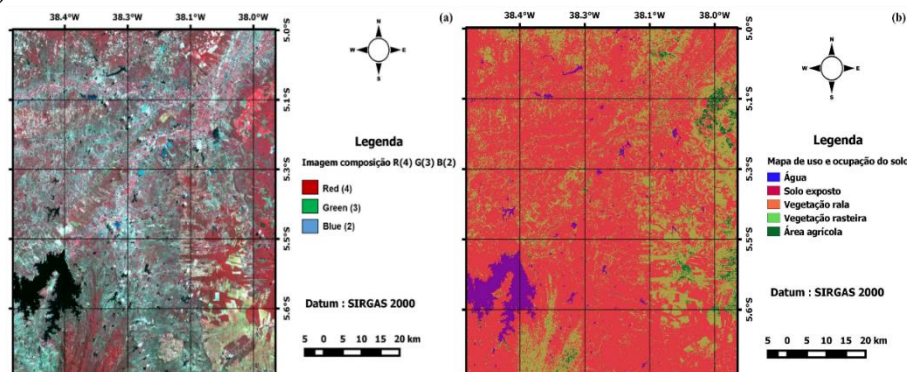 38.4°W 38.3°W 38.1°W 38.0°W
(a)
5.0°S
5.1°S
5.3°S
5.5°S
5.6°S
N
W E
S
Legenda
Imagem composição R(4) G(3) B(2)
Red (4)
Green (3)
Blue (2)
Datum : SIRGAS 2000
5 0 5 10 15 20 km
38.4°W 38.3°W 38.1°W 38.0°W
(b)
5.0°S
5.1°S
5.3°S
5.5°S
5.6°S
N
W E
S
Legenda
Mapa de uso e ocupação do solo
Água
Solo exposto
Vegetação rala
Vegetação rasteira
Área agrícola
Datum : SIRGAS 2000
5 0 5 10 15 20 km